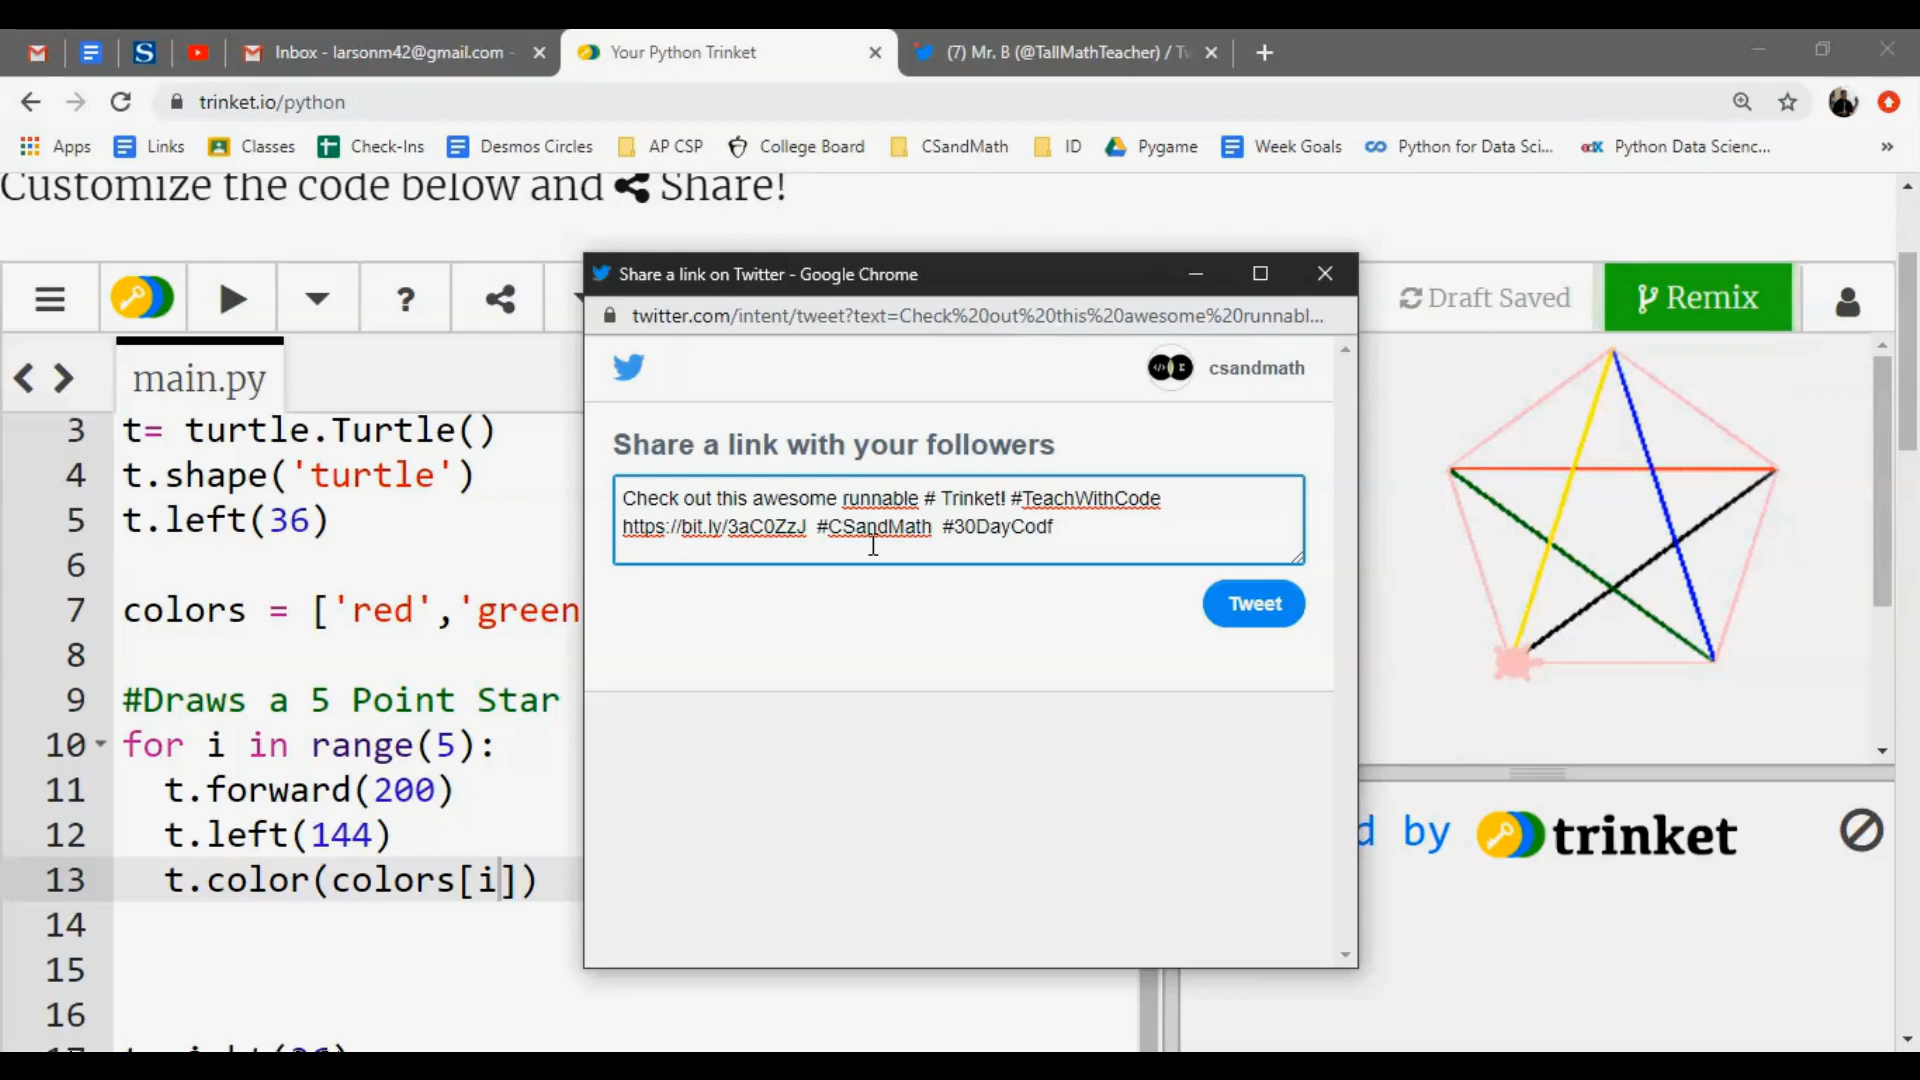 Inbox - larsonm42@gmail.com -
Your Python Trinket
(7) Mr. B (@TallMathTeacher) / Tw
trinket.io/python
Apps Links Classes Check-Ins Desmos Circles AP CSP College Board CSandMath ID Pygame Week Goals Python for Data Sci... Python Data Scienc... »
Customize the code below and Share!
Share a link on Twitter - Google Chrome
twitter.com/intent/tweet?text=Check%20out%20this%20awesome%20runnabl...
csandmath
Share a link with your followers
Check out this awesome runnable # Trinket! #TeachWithCode
https://bit.ly/3aC0ZzJ #CSandMath #30DayCodf
Tweet
?
Draft Saved
Remix
main.py
3 t= turtle.Turtle()
4 t.shape('turtle')
5 t.left(36)
6
7 colors = ['red','green
8
9 #Draws a 5 Point Star
10 for i in range(5):
11 t.forward(200)
12 t.left(144)
13 t.color(colors[i])
14
15
16
d by trinket